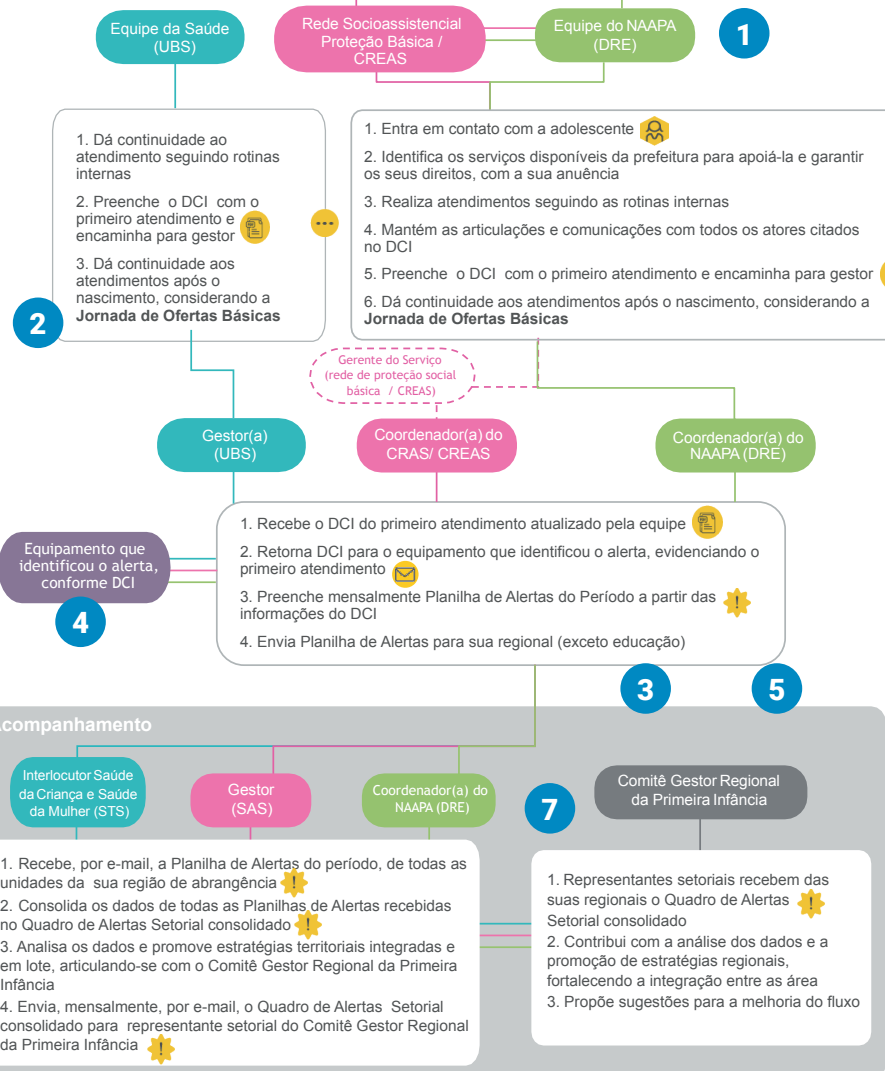 Equipe da Saúde
(UBS)
Rede Socioassistencial
Proteção Básica /
CREAS
Equipe do NAAPA
(DRE)
1
1. Dá continuidade ao
atendimento seguindo rotinas
internas
2. Preenche o DCI com o
primeiro atendimento e
encaminha para gestor
3. Dá continuidade aos
atendimentos após o
nascimento, considerando a
Jornada de Ofertas Básicas
2
1. Entra em contato com a adolescente
2. Identifica os serviços disponíveis da prefeitura para apoiá-la e garantir
os seus direitos, com a sua anuência
3. Realiza atendimentos seguindo as rotinas internas
4. Mantém as articulações e comunicações com todos os atores citados
no DCI
5. Preenche o DCI com o primeiro atendimento e encaminha para gestor
6. Dá continuidade aos atendimentos após o nascimento, considerando a
Jornada de Ofertas Básicas
Gerente do Serviço
(rede de proteção social
básica / CREAS)
Gestor(a)
(UBS)
Coordenador(a) do
CRAS/ CREAS
Coordenador(a) do
NAAPA (DRE)
Equipamento que
identificou o alerta,
conforme DCI
4
1. Recebe o DCI do primeiro atendimento atualizado pela equipe
2. Retorna DCI para o equipamento que identificou o alerta, evidenciando o
primeiro atendimento
3. Preenche mensalmente Planilha de Alertas do Período a partir das
informações do DCI
4. Envia Planilha de Alertas para sua regional (exceto educação)
3
5
companhamento
Interlocutor Saúde
da Criança e Saúde
da Mulher (STS)
Gestor
(SAS)
Coordenador(a) do
NAAPA (DRE)
7
Comitê Gestor Regional
da Primeira Infância
1. Recebe, por e-mail, a Planilha de Alertas do período, de todas as
unidades da sua região de abrangência
2. Consolida os dados de todas as Planilhas de Alertas recebidas
no Quadro de Alertas Setorial consolidado
3. Analisa os dados e promove estratégias territoriais integradas e
em lote, articulando-se com o Comitê Gestor Regional da Primeira
Infância
4. Envia, mensalmente, por e-mail, o Quadro de Alertas Setorial
consolidado para representante setorial do Comitê Gestor Regional
da Primeira Infância
1. Representantes setoriais recebem das
suas regionais o Quadro de Alertas
Setorial consolidado
2. Contribui com a análise dos dados e a
promoção de estratégias regionais,
fortalecendo a integração entre as área
3. Propõe sugestões para a melhoria do fluxo